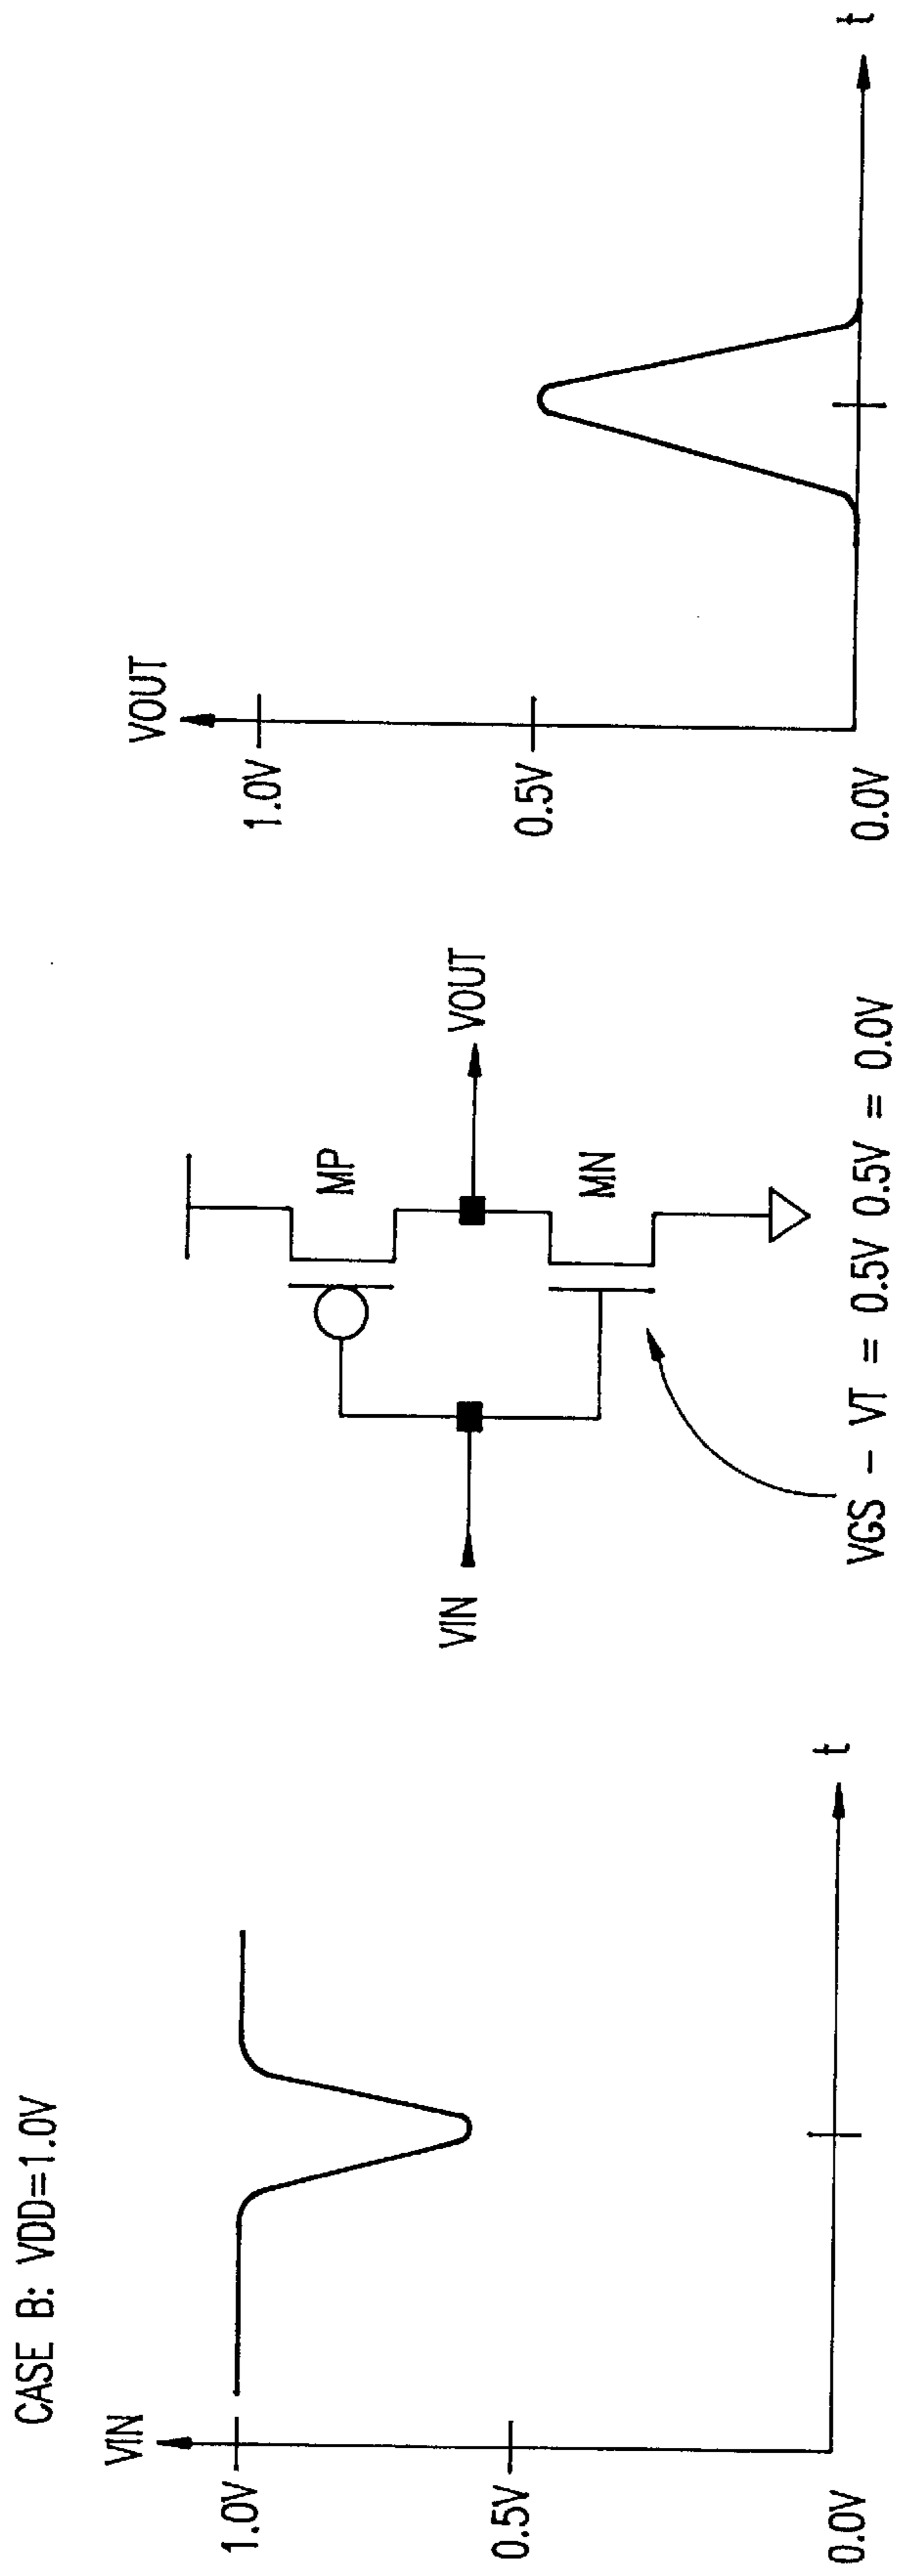 CASE B: VDD=1.0V
VIN
1.0V
0.5V
0.0V
t
VIN
MP
MN
VOUT
VGS - VT = 0.5V 0.5V = 0.0V
VOUT
1.0V
0.5V
0.0V
t